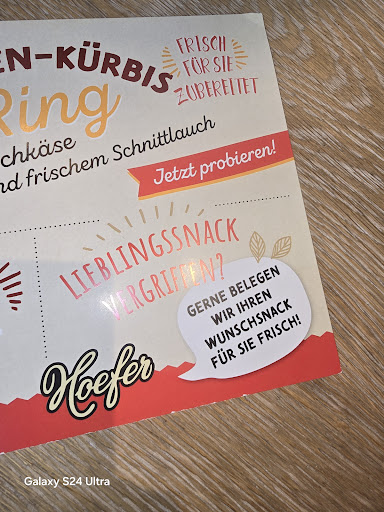 EN-KÜRBIS
Ring
FRISCH
FÜR SIE
ZUBEREITET
chkäse
nd frischem Schnittlauch
Jetzt probieren!
LIEBLINGSSNACK
VERGRIFFEN?
GERNE BELEGEN
WIR IHREN
WUNSCHSNACK
FÜR SIE FRISCH!
Hoefer
Galaxy S24 Ultra